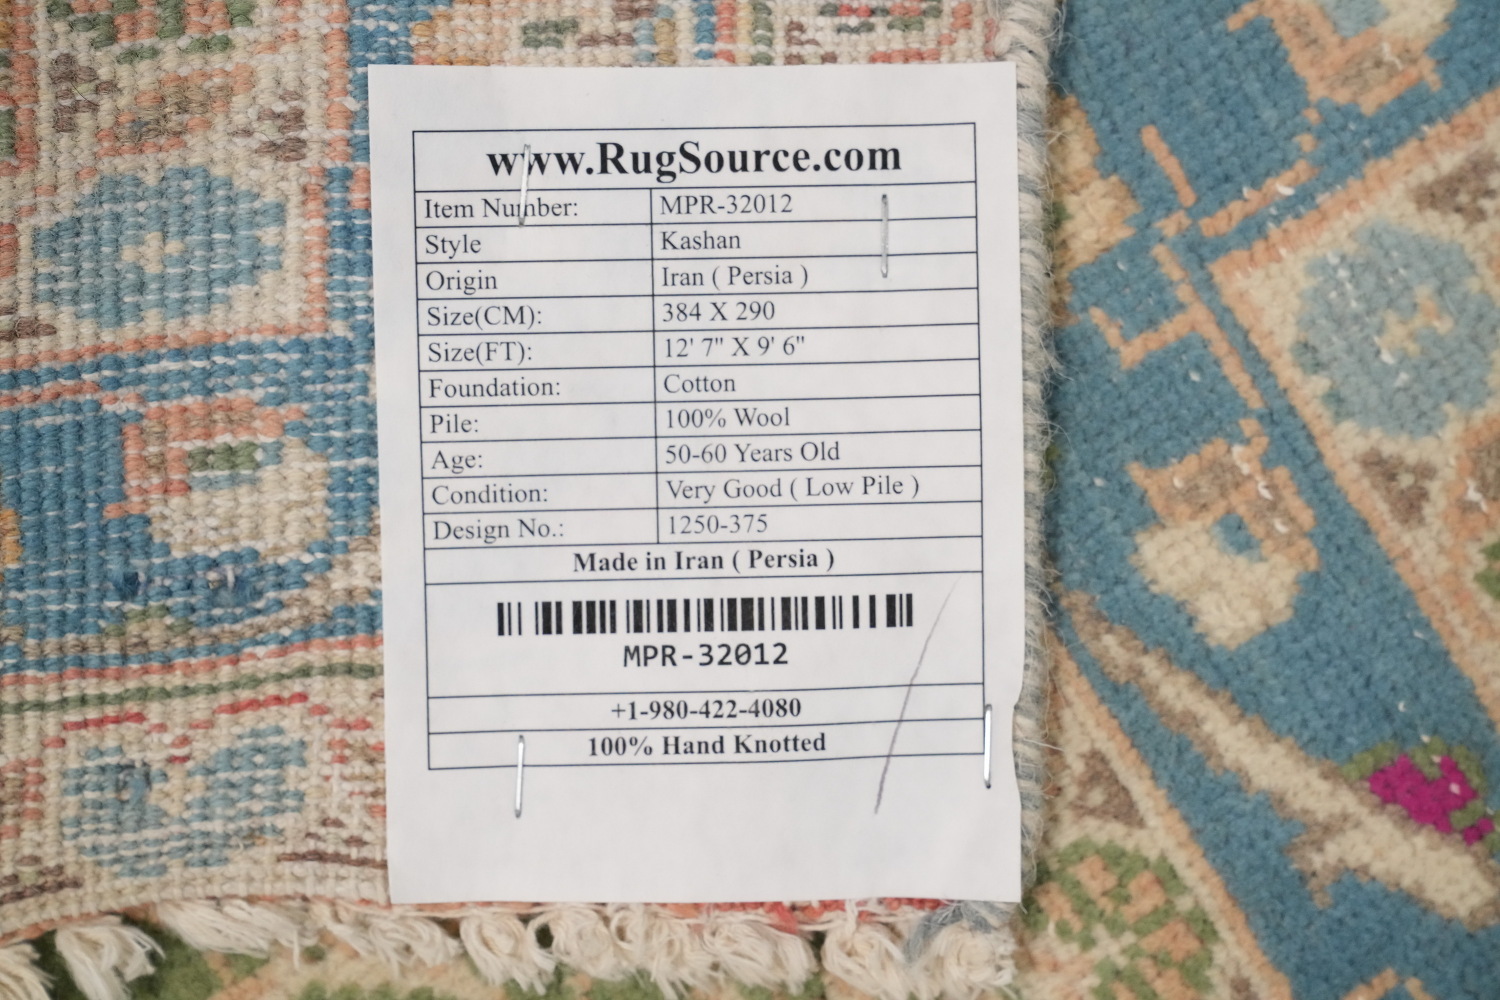 www.RugSource.com
Item Number: MPR-32012
Style Kashan
Origin Iran ( Persia )
Size(CM): 384 X 290
Size(FT): 12' 7" X 9' 6"
Foundation: Cotton
Pile: 100% Wool
Age: 50-60 Years Old
Condition: Very Good ( Low Pile )
Design No.: 1250-375
Made in Iran ( Persia )
MPR-32012
+1-980-422-4080
100% Hand Knotted